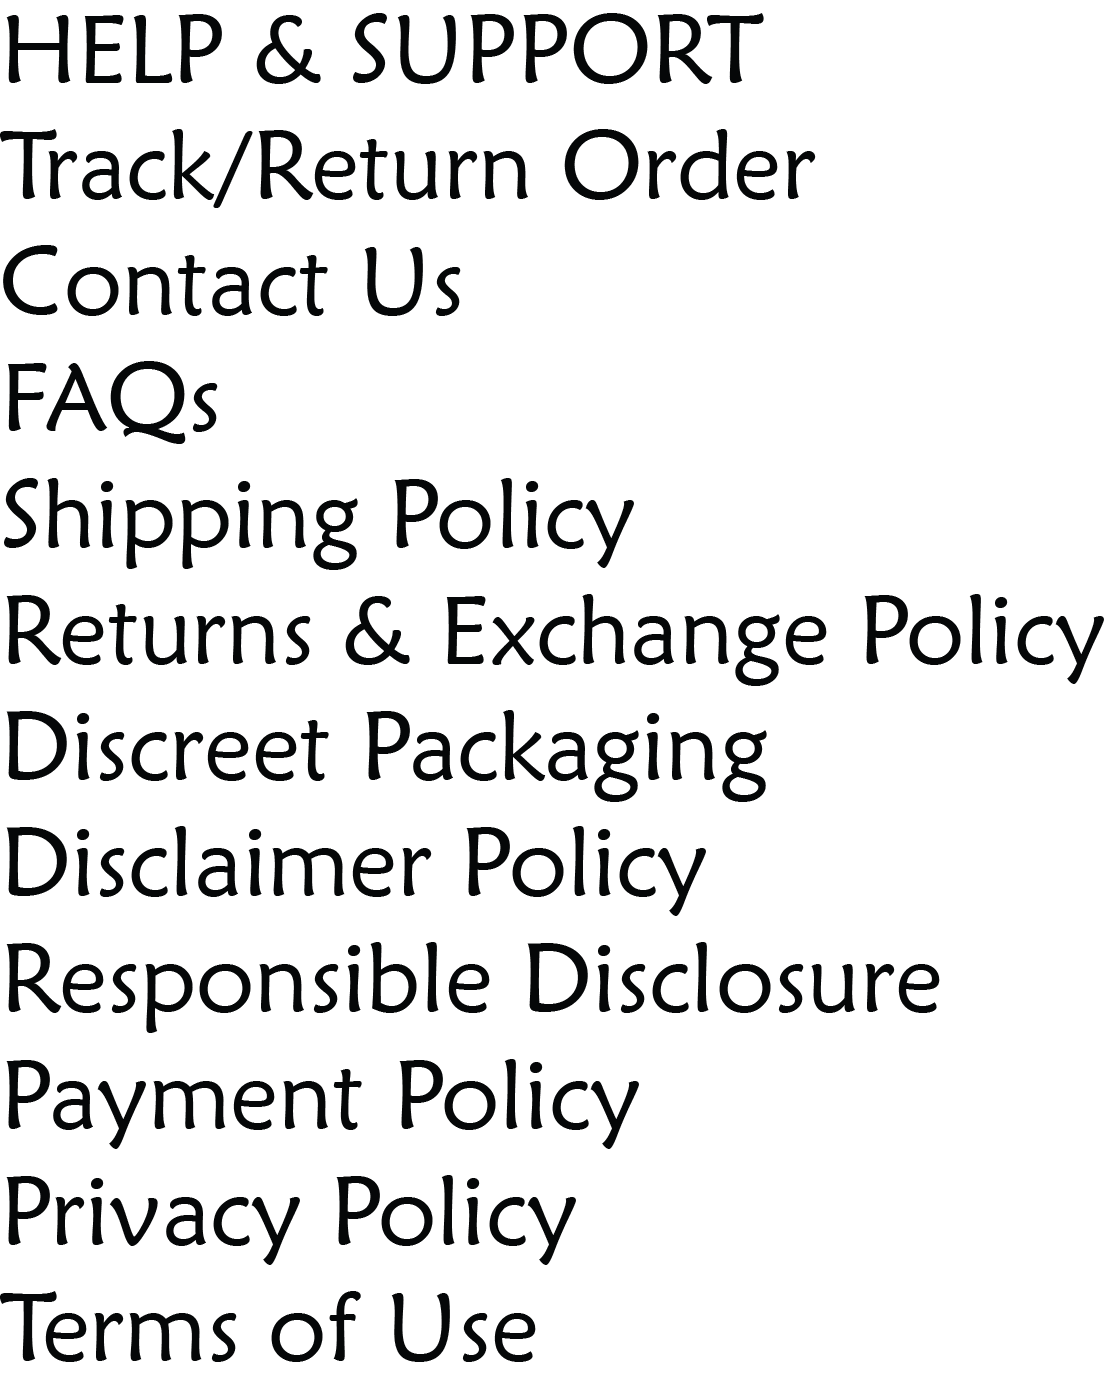 HELP & SUPPORT
Track/Return Order
Contact Us
FAQs
Shipping Policy
Returns & Exchange Policy
Discreet Packaging
Disclaimer Policy
Responsible Disclosure
Payment Policy
Privacy Policy
Terms of Use